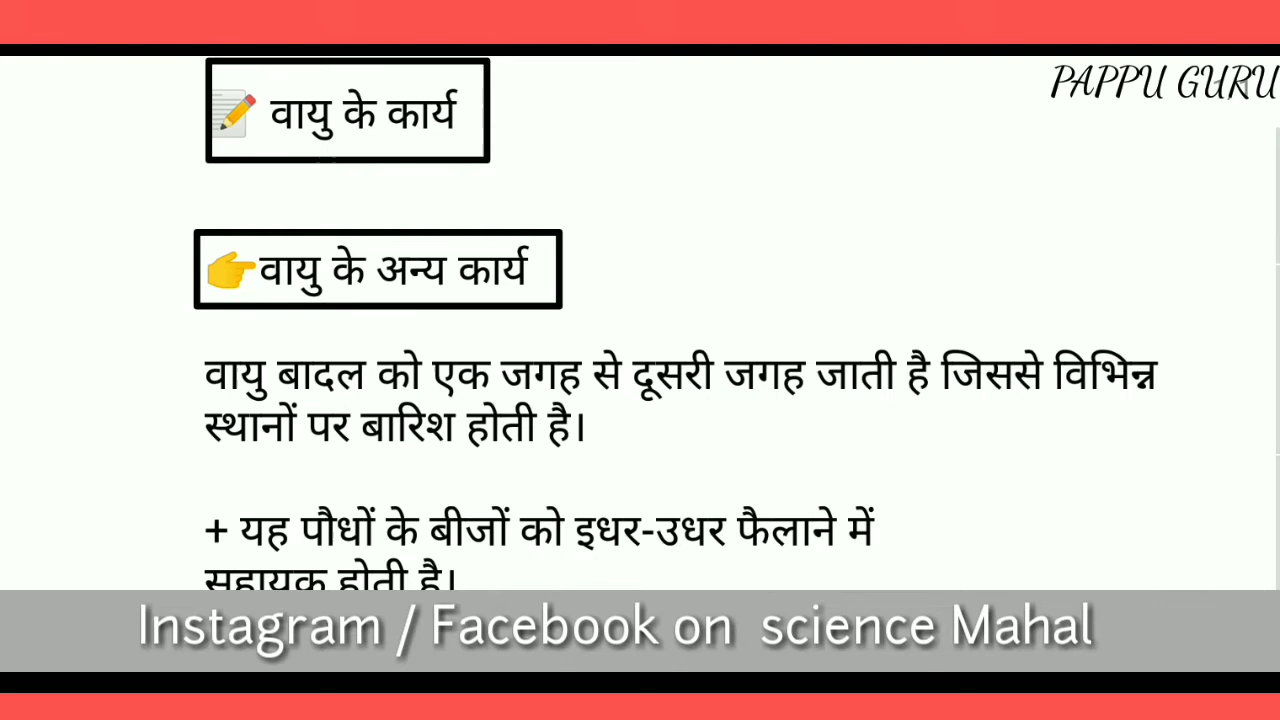 PAPPU GURU
📝 वायु के कार्य
👉वायु के अन्य कार्य
वायु बादल को एक जगह से दूसरी जगह जाती है जिससे विभिन्न
स्थानों पर बारिश होती है।
+ यह पौधों के बीजों को इधर-उधर फैलाने में
सहायक होती है।
Instagram / Facebook on science Mahal